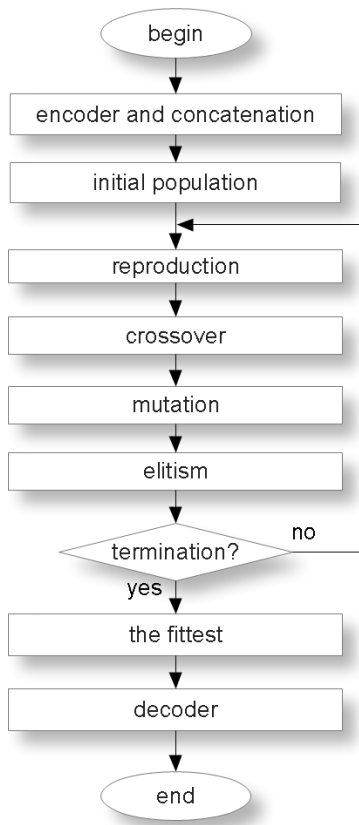 begin
encoder and concatenation
initial population
reproduction
crossover
mutation
elitism
termination?
no
yes
the fittest
decoder
end